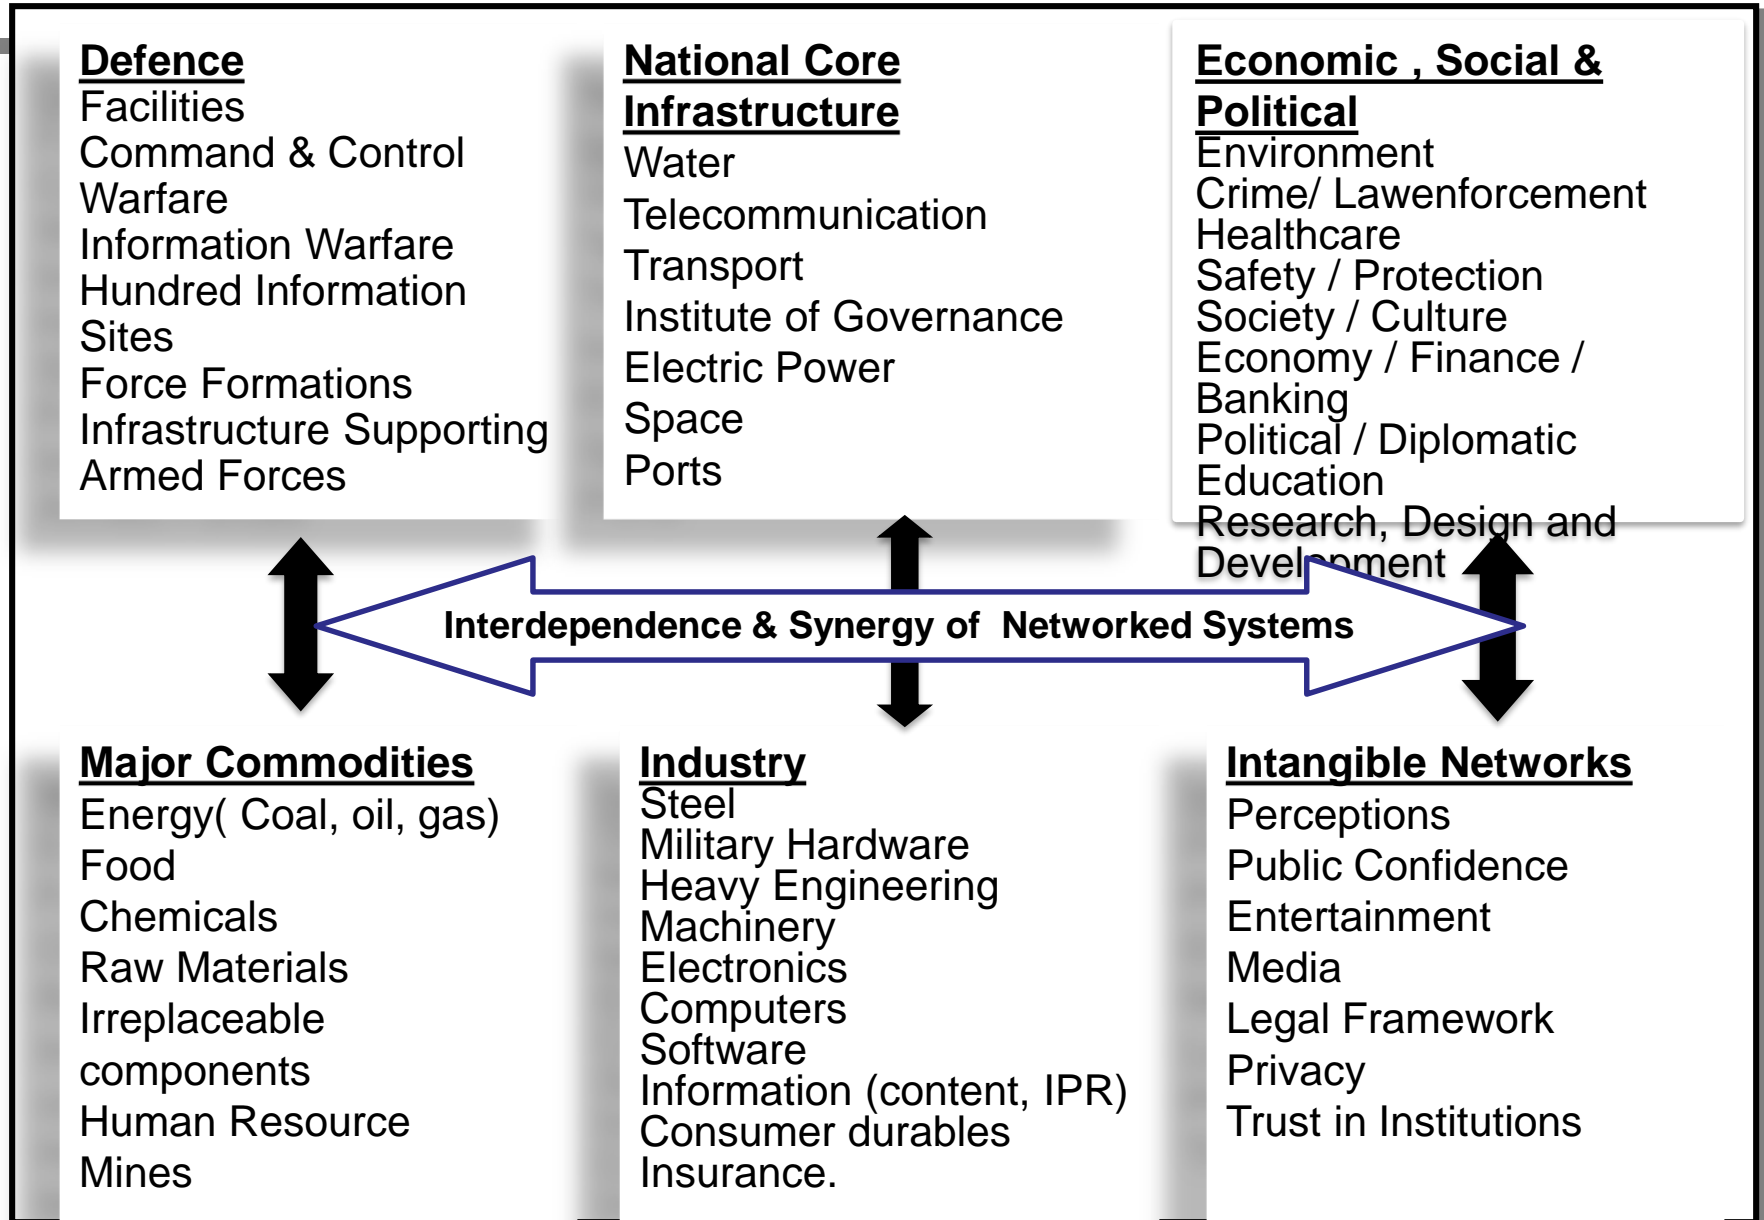 Defence
Facilities
Command & Control
Warfare
Information Warfare
Hundred Information
Sites
Force Formations
Infrastructure Supporting
Armed Forces
National Core
Infrastructure
Water
Telecommunication
Transport
Institute of Governance
Electric Power
Space
Ports
Economic , Social &
Political
Environment
Crime/ Lawenforcement
Healthcare
Safety / Protection
Society / Culture
Economy / Finance /
Banking
Political / Diplomatic
Education
Research, Design and
Development
Interdependence & Synergy of  Networked Systems
Major Commodities
Energy( Coal, oil, gas)
Food
Chemicals
Raw Materials
Irreplaceable
components
Human Resource
Mines
Industry
Steel
Military Hardware
Heavy Engineering
Machinery
Electronics
Computers
Software
Information (content, IPR)
Consumer durables
Insurance.
Intangible Networks
Perceptions
Public Confidence
Entertainment
Media
Legal Framework
Privacy
Trust in Institutions